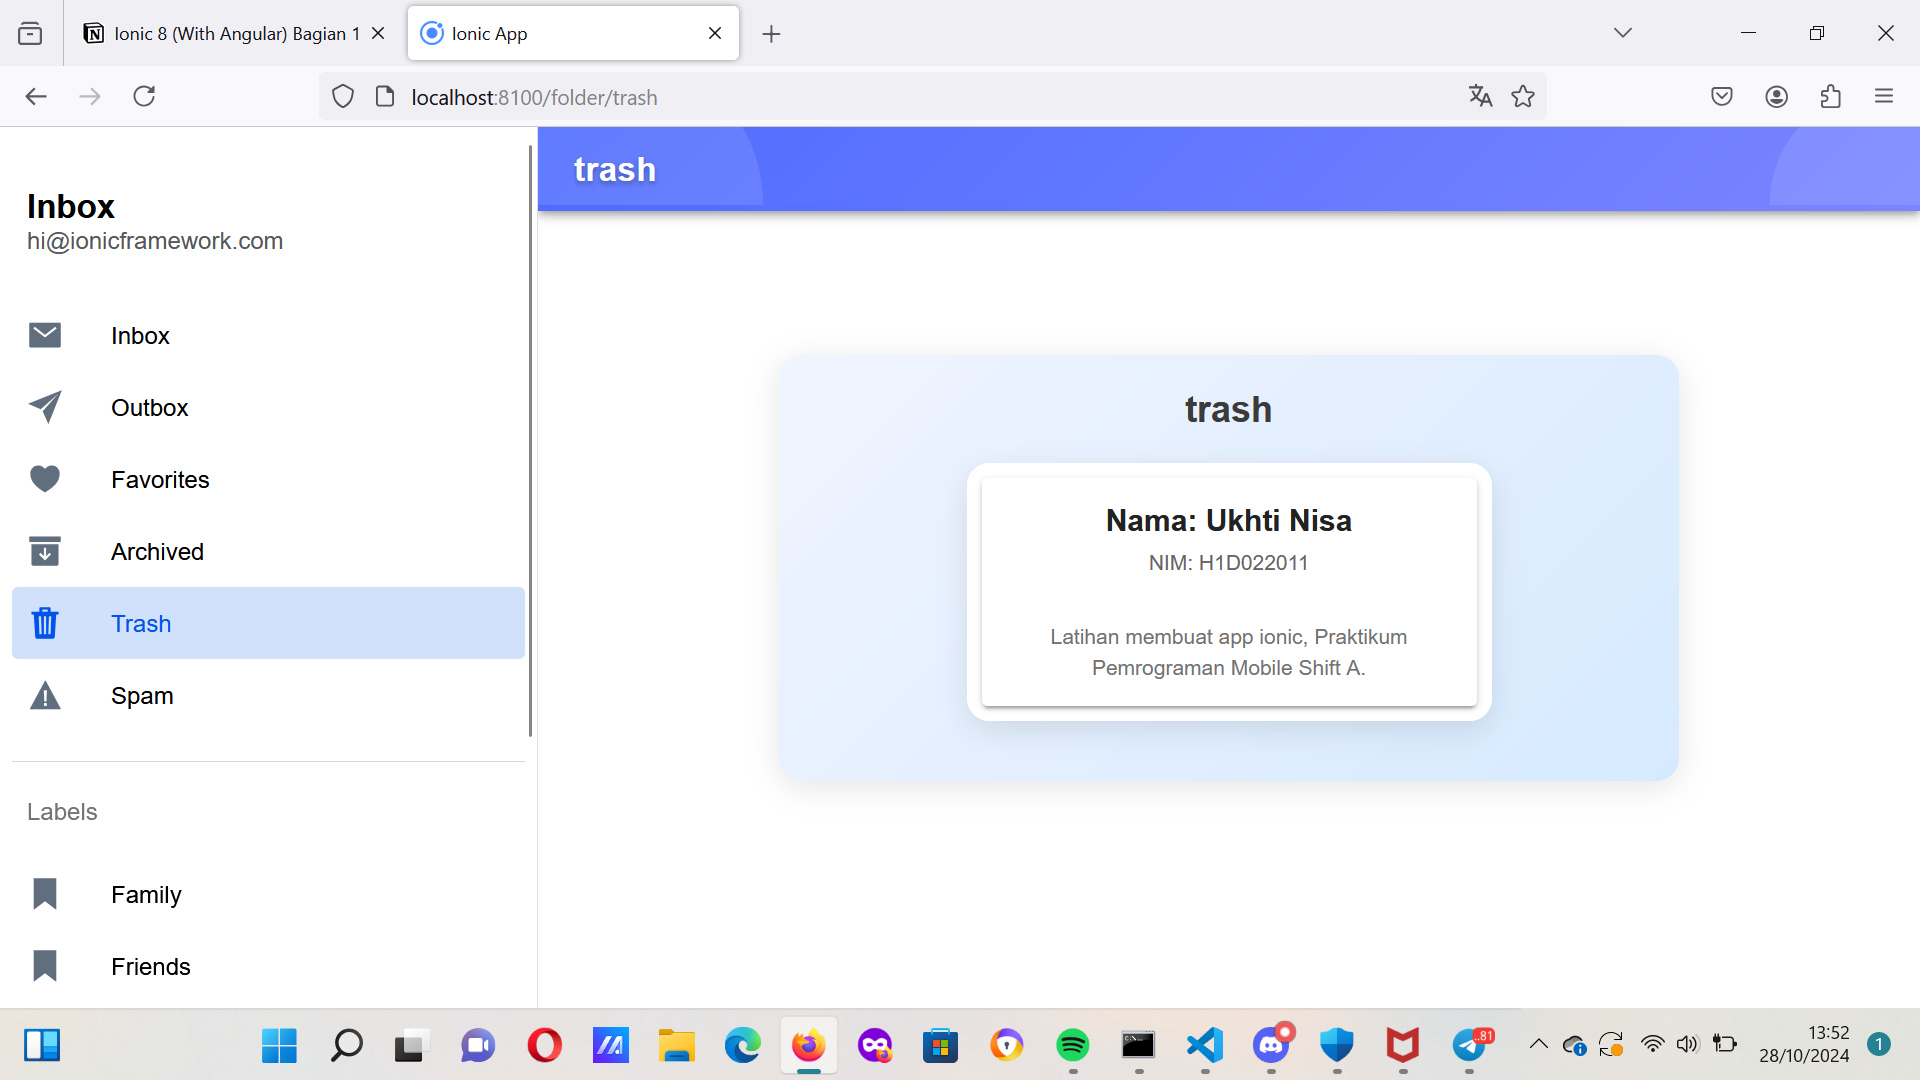 Ionic 8 (With Angular) Bagian 1
Ionic App
localhost:8100/folder/trash
Inbox
hi@ionicframework.com
Inbox
Outbox
Favorites
Archived
Trash
Spam
Labels
Family
Friends
trash
trash
Nama: Ukhti Nisa
NIM: H1D022011
Latihan membuat app ionic, Praktikum
Pemrograman Mobile Shift A.
..81
13:52
28/10/2024
1